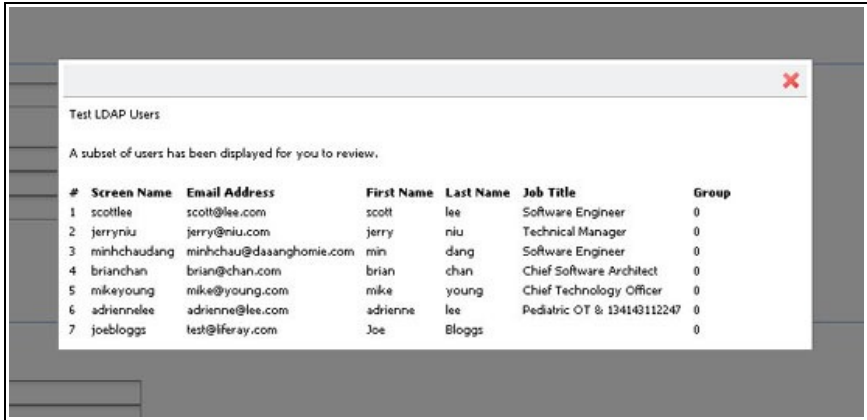 Test LDAP Users
A subset of users has been displayed for you to review.
# Screen Name Email Address First Name Last Name Job Title Group
1 scottlee scott@lee.com scott lee Software Engineer 0
2 jerryniu jerry@niu.com jerry niu Technical Manager 0
3 minhchaudang minhchau@daaanghomie.com min dang Software Engineer 0
4 brianchan brian@chan.com brian chan Chief Software Architect 0
5 mikeyoung mike@young.com mike young Chief Technology Officer 0
6 adriennelee adrienne@lee.com adrienne lee Pediatric OT & 134143112247 0
7 joebloggs test@liferay.com Joe Bloggs 0